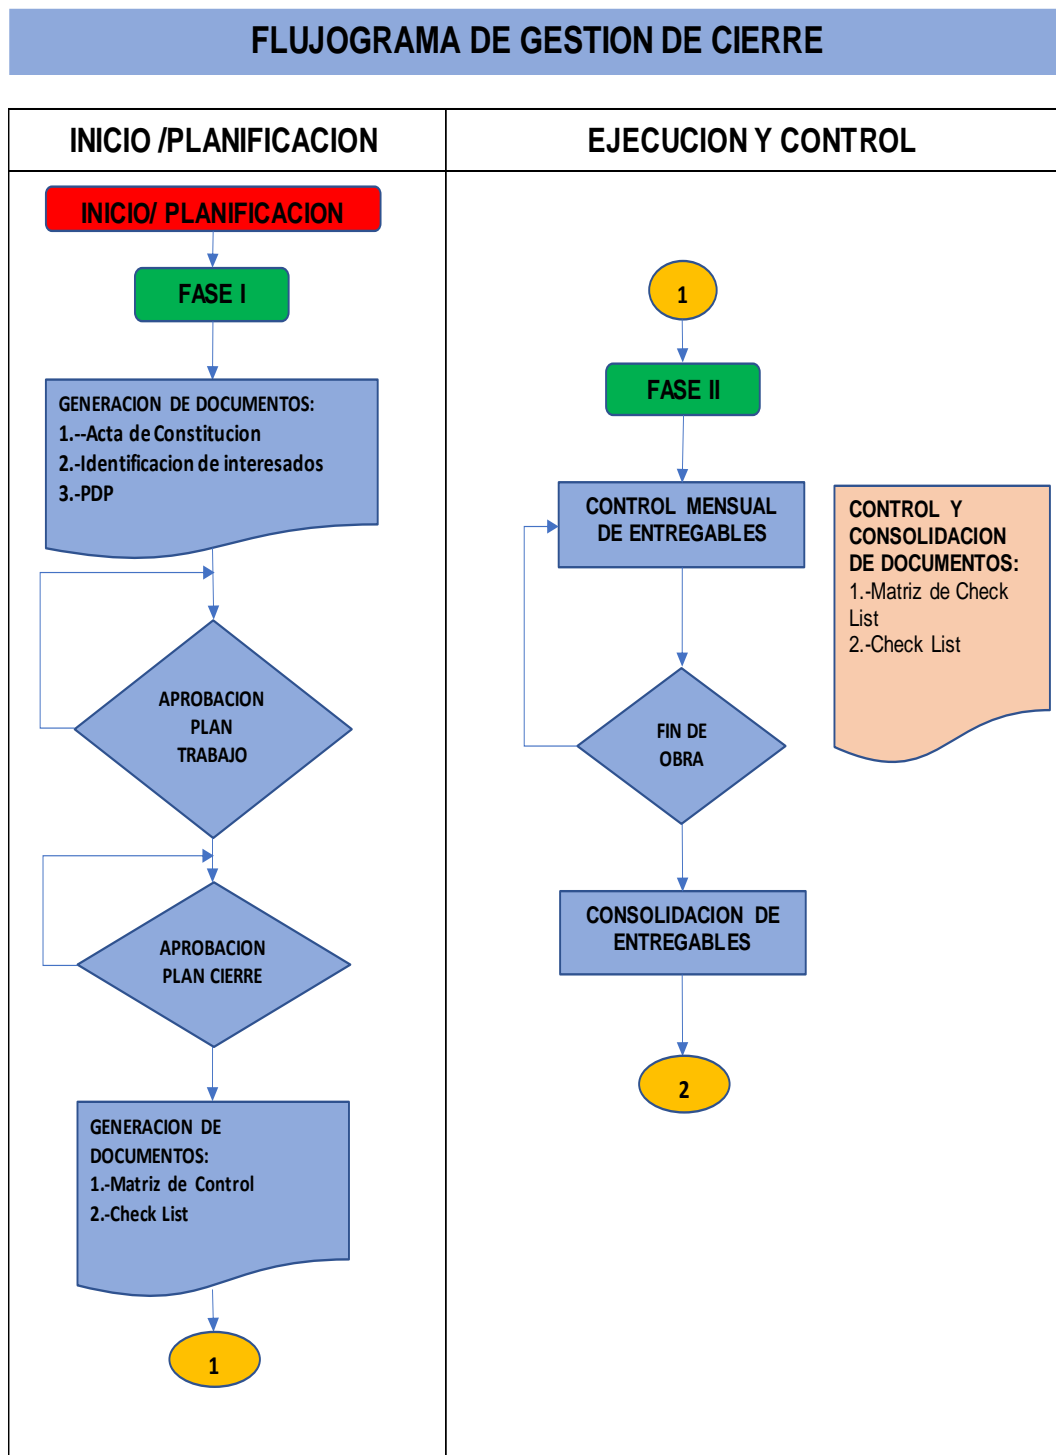 FLUJOGRAMA DE GESTION DE CIERRE
INICIO /PLANIFICACION
INICIO/ PLANIFICACION
FASE I
GENERACION DE DOCUMENTOS:
1.--Acta de Constitucion
2.-Identificacion de interesados
3.-PDP
APROBACION
PLAN
TRABAJO
APROBACION
PLAN CIERRE
GENERACION DE
DOCUMENTOS:
1.-Matriz de Control
2.-Check List
1
EJECUCION Y CONTROL
1
FASE II
CONTROL MENSUAL
DE ENTREGABLES
FIN DE
OBRA
CONSOLIDACION DE
ENTREGABLES
2
CONTROL Y
CONSOLIDACION
DE DOCUMENTOS:
1.-Matriz de Check
List
2.-Check List